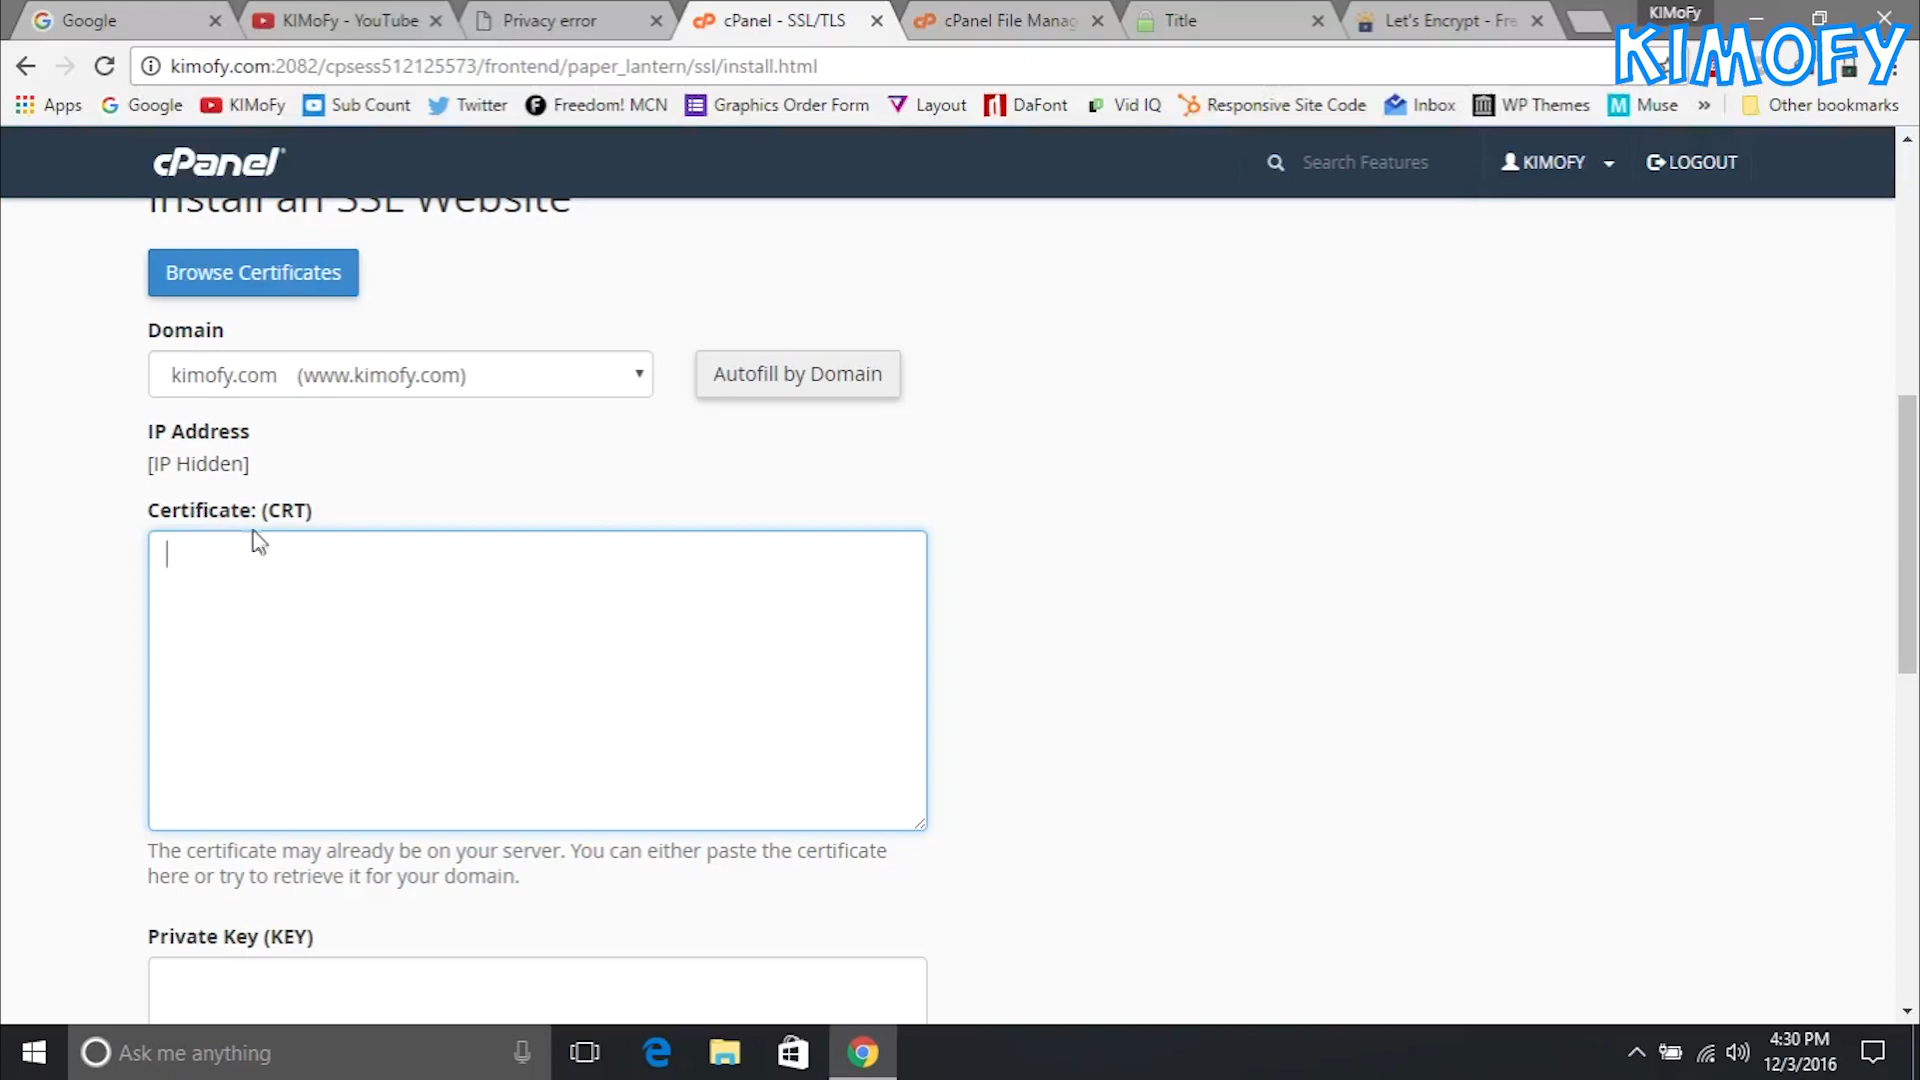 Google
KIMoFy - YouTube
Privacy error
cPanel - SSL/TLS
cPanel File Manag
Title
Let's Encrypt - Fre
KIMoFy
KIMOFY
kimofy.com:2082/cpsess512125573/frontend/paper_lantern/ssl/install.html
Apps
Google
KIMoFy
Sub Count
Twitter
Freedom! MCN
Graphics Order Form
Layout
DaFont
Vid IQ
Responsive Site Code
Inbox
WP Themes
Muse
»
Other bookmarks
cPanel
Search Features
KIMOFY
LOGOUT
Install an SSL Website
Browse Certificates
Domain
kimofy.com (www.kimofy.com)
Autofill by Domain
IP Address
[IP Hidden]
Certificate: (CRT)
The certificate may already be on your server. You can either paste the certificate
here or try to retrieve it for your domain.
Private Key (KEY)
Ask me anything
4:30 PM
12/3/2016